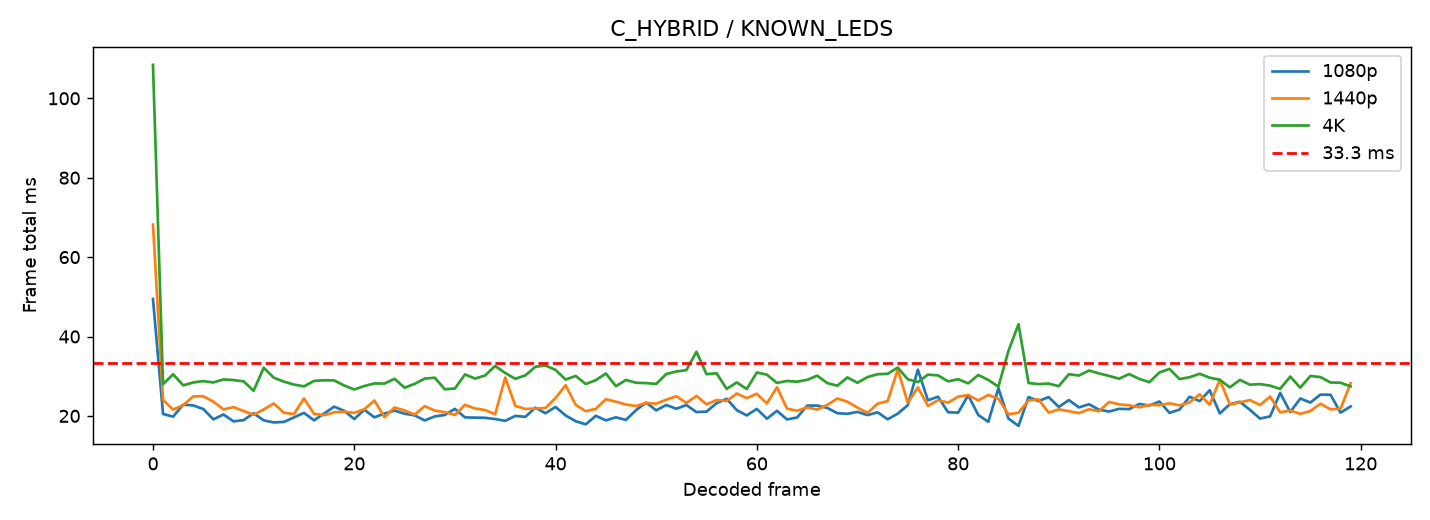 C_HYBRID / KNOWN_LEDS
1080p
1440p
4K
33.3 ms
Frame total ms
100
80
60
40
20
0 20 40 60 80 100 120
Decoded frame